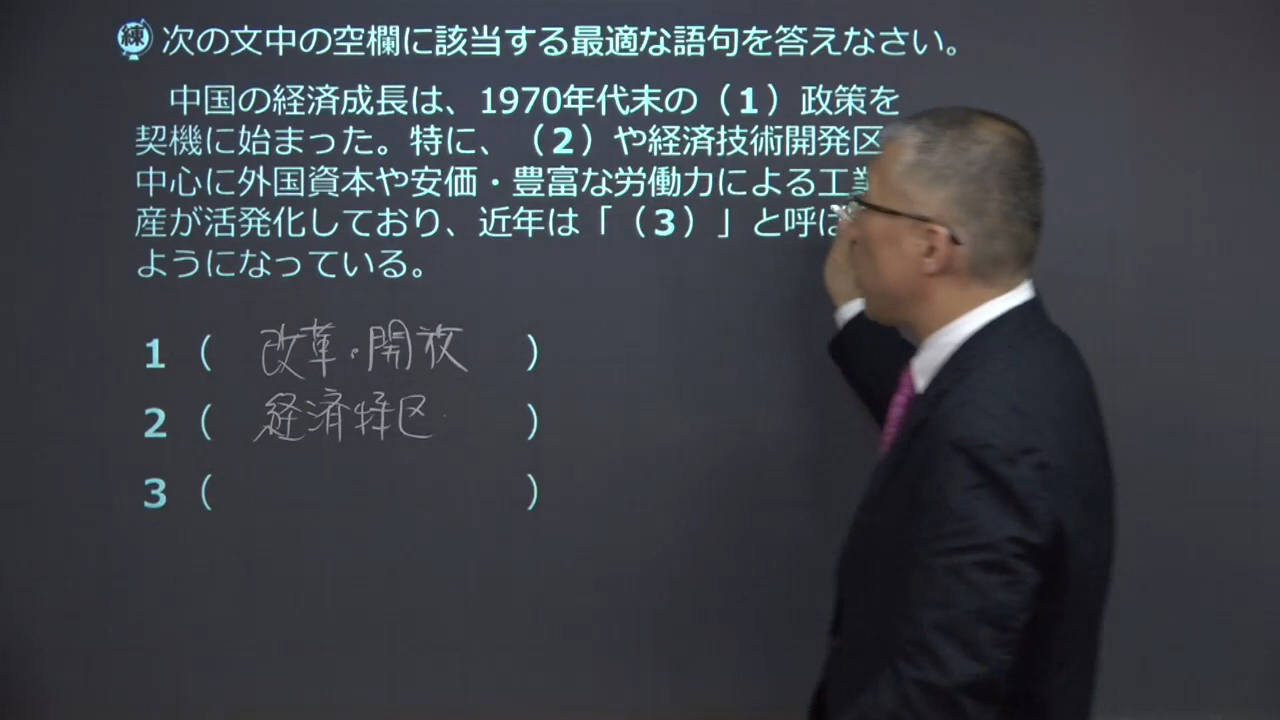 練 次の文中の空欄に該当する最適な語句を答えなさい。
中国の経済成長は、1970年代末の（1）政策を
契機に始まった。特に、（2）や経済技術開発区
中心に外国資本や安価・豊富な労働力による工業
産が活発化しており、近年は「（3）」と呼ば
ようになっている。
1（ 改革・開放 ）
2（ 経済特区 ）
3（ ）